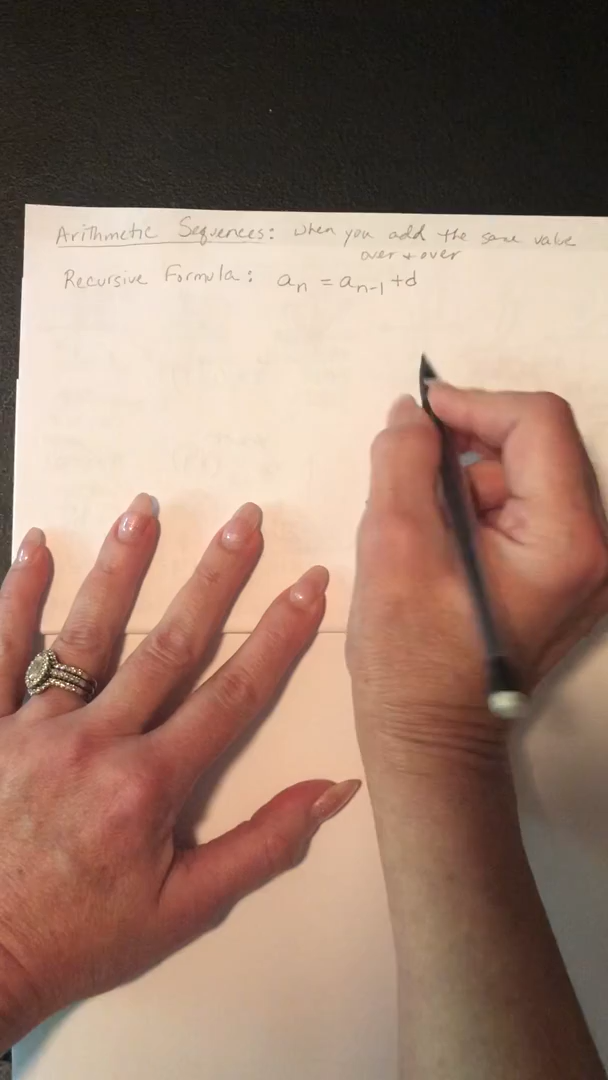 Arithmetic Sequences: When you add the same value
over + over
Recursive Formula: aₙ = aₙ₋₁ + d